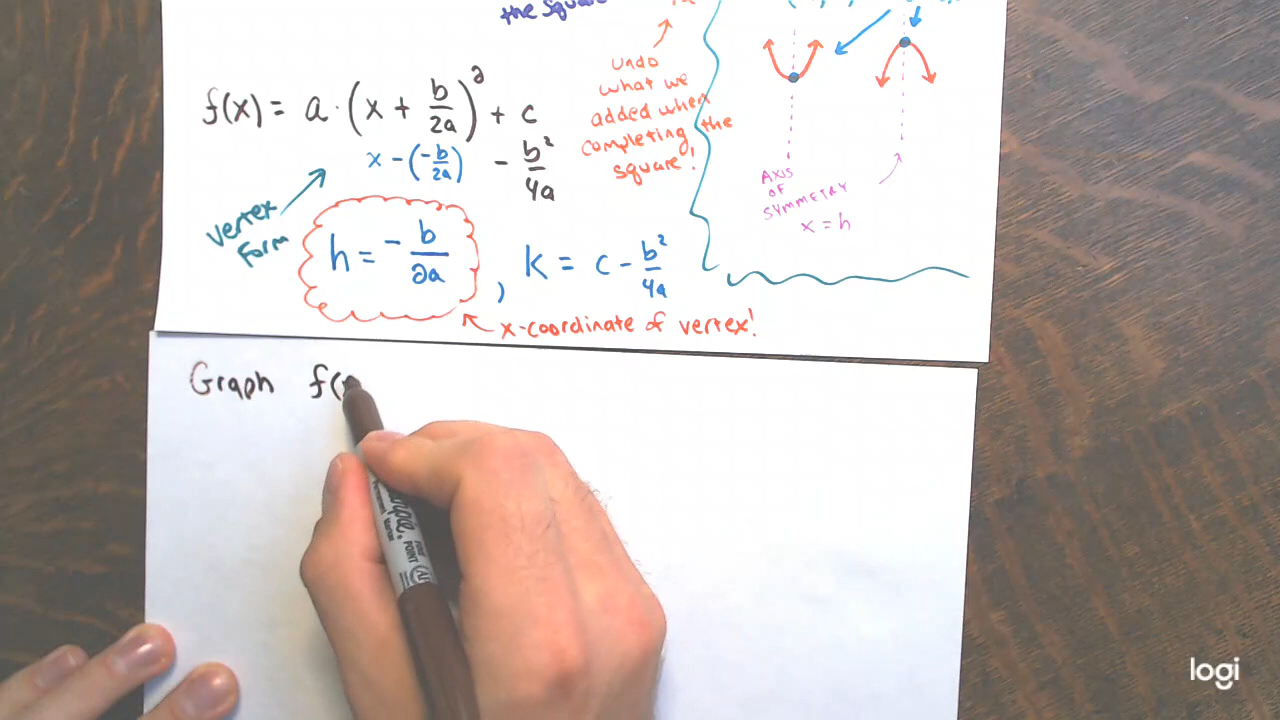 the square
undo
what we
added when
completing the
square!
f(x) = a·(x + b/2a)² + c
x - (-b/2a) - b²/4a
vertex
form
h = - b/2a , k = c - b²/4a
x-coordinate of vertex!
AXIS
OF
SYMMETRY
x = h
Graph f(
POINT
logi